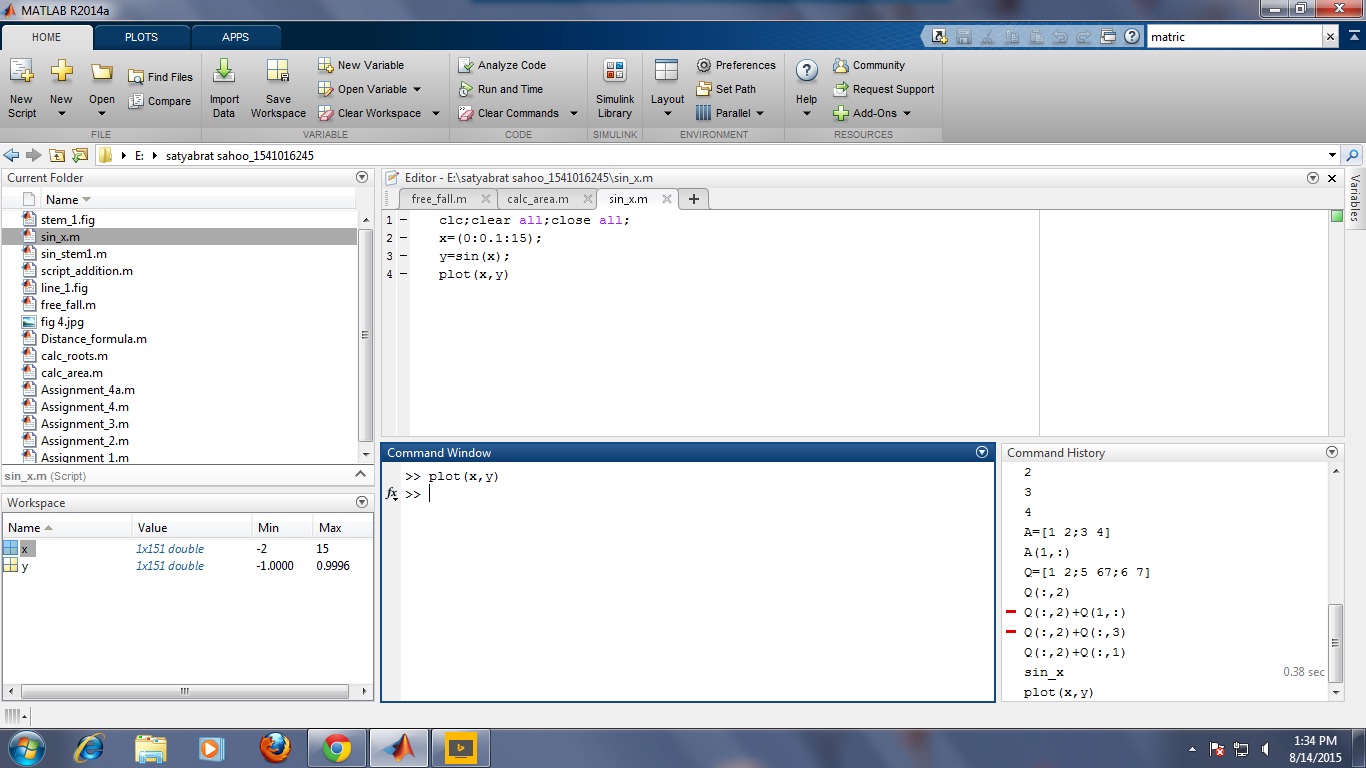 MATLAB R2014a
HOME PLOTS APPS matric
New Script New Open Find Files Compare
FILE
Import Data Save Workspace New Variable Open Variable Clear Workspace
VARIABLE
Analyze Code Run and Time Clear Commands
CODE
Simulink Library
SIMULINK
Layout Preferences Set Path Parallel
ENVIRONMENT
Help Community Request Support Add-Ons
RESOURCES
E: satyabrat sahoo_1541016245
Current Folder
Name
stem_1.fig
sin_x.m
sin_stem1.m
script_addition.m
line_1.fig
free_fall.m
fig 4.jpg
Distance_formula.m
calc_roots.m
calc_area.m
Assignment_4a.m
Assignment_4.m
Assignment_3.m
Assignment_2.m
Assignment_1.m
sin_x.m (Script)
Workspace
Name Value Min Max
x 1x151 double -2 15
y 1x151 double -1.0000 0.9996
Editor - E:\satyabrat sahoo_1541016245\sin_x.m
free_fall.m calc_area.m sin_x.m
1 clc;clear all;close all;
2 x=(0:0.1:15);
3 y=sin(x);
4 plot(x,y)
Variables
Command Window
>> plot(x,y)
fx >>
Command History
2
3
4
A=[1 2;3 4]
A(1,:)
Q=[1 2;5 67;6 7]
Q(:,2)
Q(:,2)+Q(1,:)
Q(:,2)+Q(:,3)
Q(:,2)+Q(:,1)
sin_x 0.38 sec
plot(x,y)
1:34 PM
8/14/2015